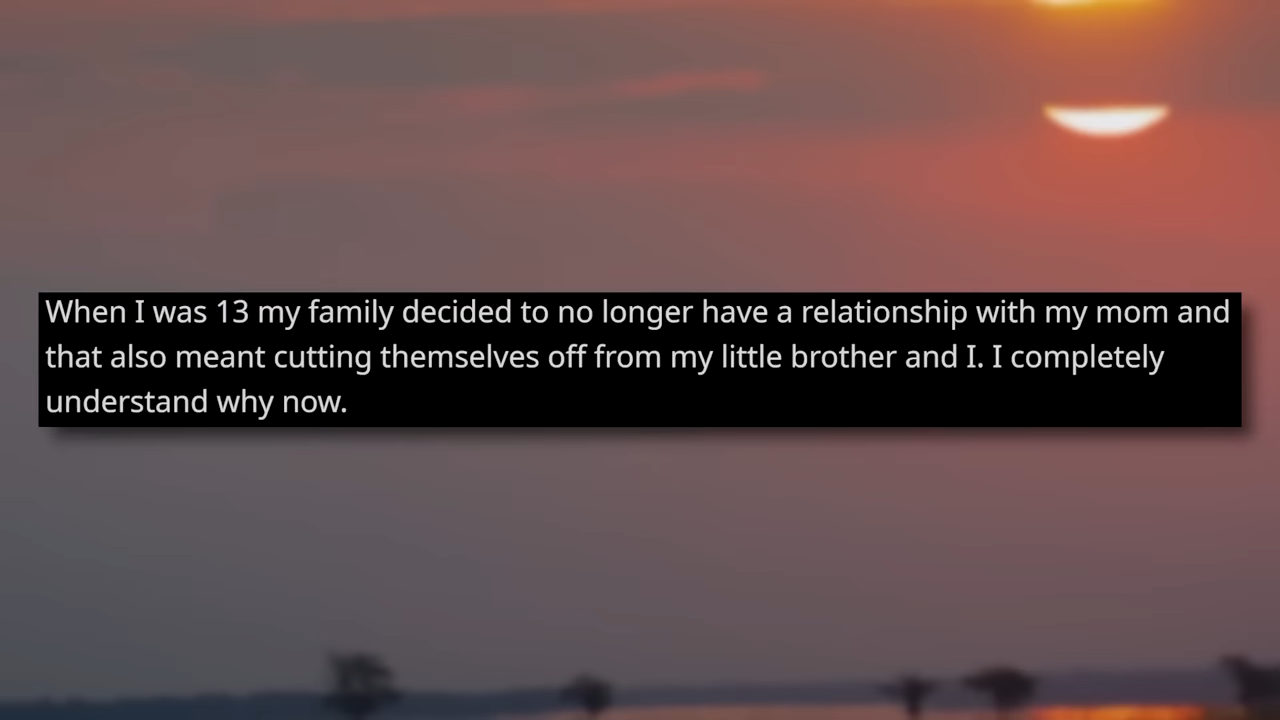 When I was 13 my family decided to no longer have a relationship with my mom and
that also meant cutting themselves off from my little brother and I. I completely
understand why now.